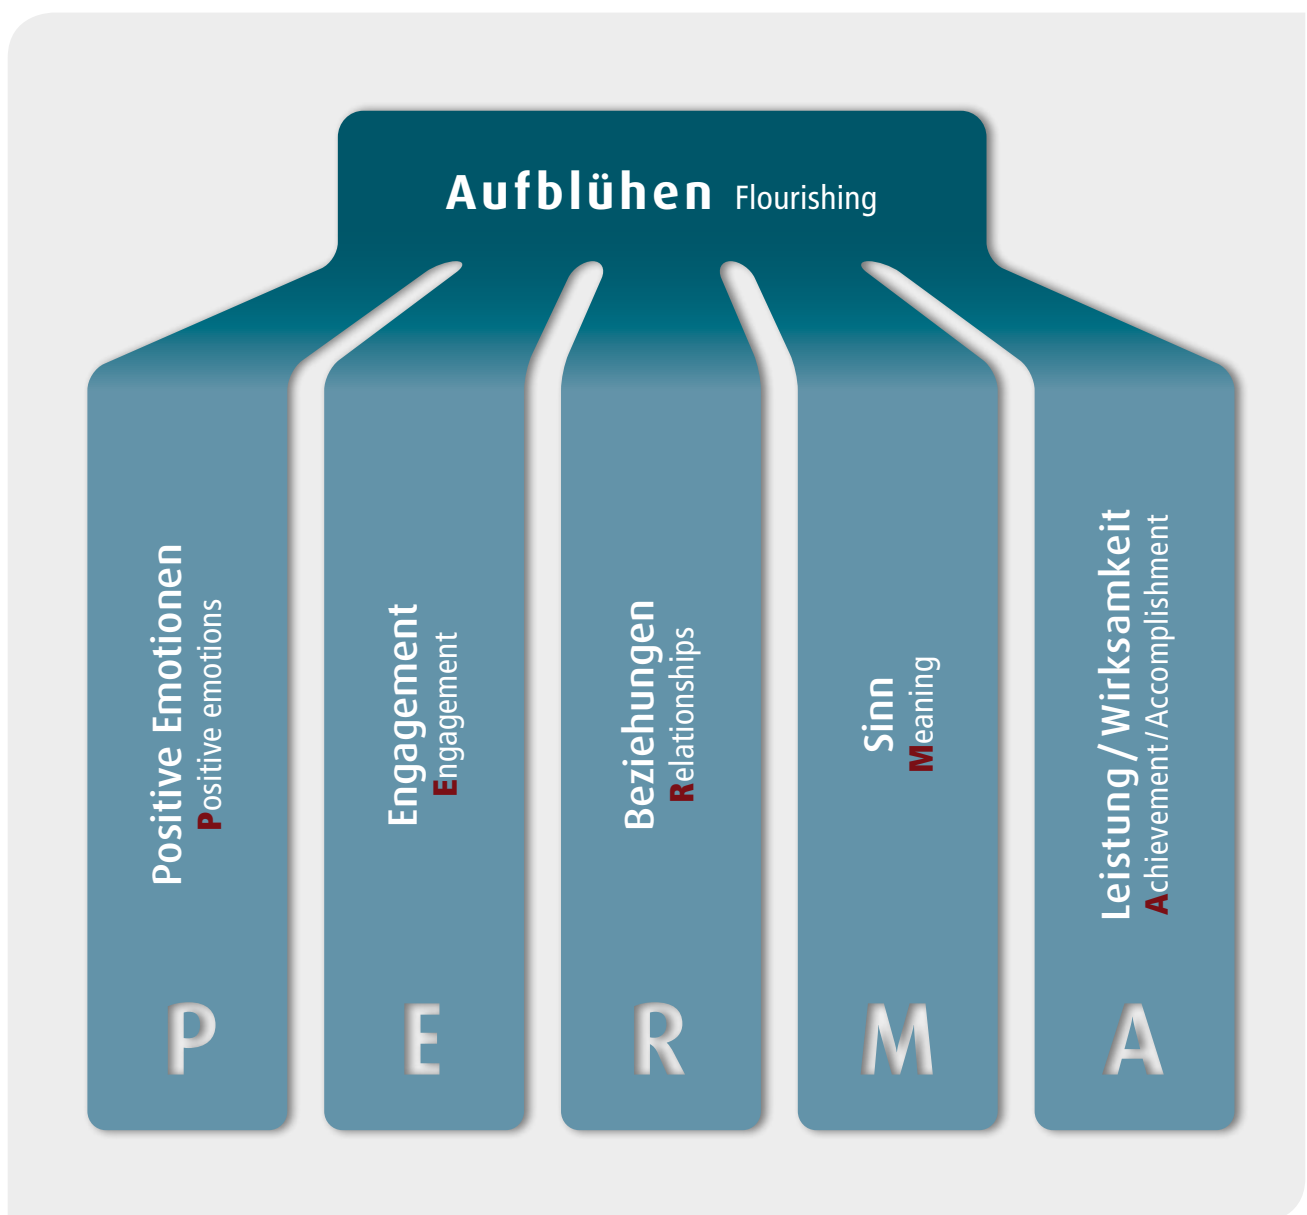 Aufblühen Flourishing
Positive Emotionen
Positive emotions
Engagement
Engagement
Beziehungen
Relationships
Sinn
Meaning
Leistung/Wirksamkeit
Achievement/Accomplishment
P E R M A